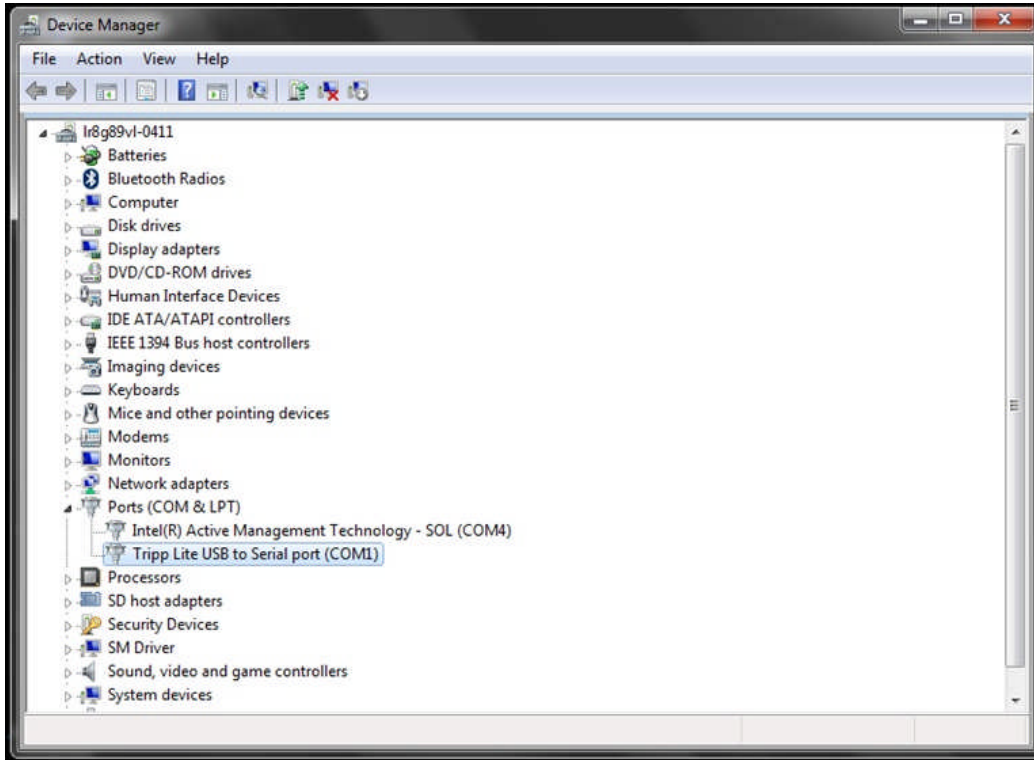 Device Manager
File Action View Help
lr8g89vl-0411
Batteries
Bluetooth Radios
Computer
Disk drives
Display adapters
DVD/CD-ROM drives
Human Interface Devices
IDE ATA/ATAPI controllers
IEEE 1394 Bus host controllers
Imaging devices
Keyboards
Mice and other pointing devices
Modems
Monitors
Network adapters
Ports (COM & LPT)
Intel(R) Active Management Technology - SOL (COM4)
Tripp Lite USB to Serial port (COM1)
Processors
SD host adapters
Security Devices
SM Driver
Sound, video and game controllers
System devices